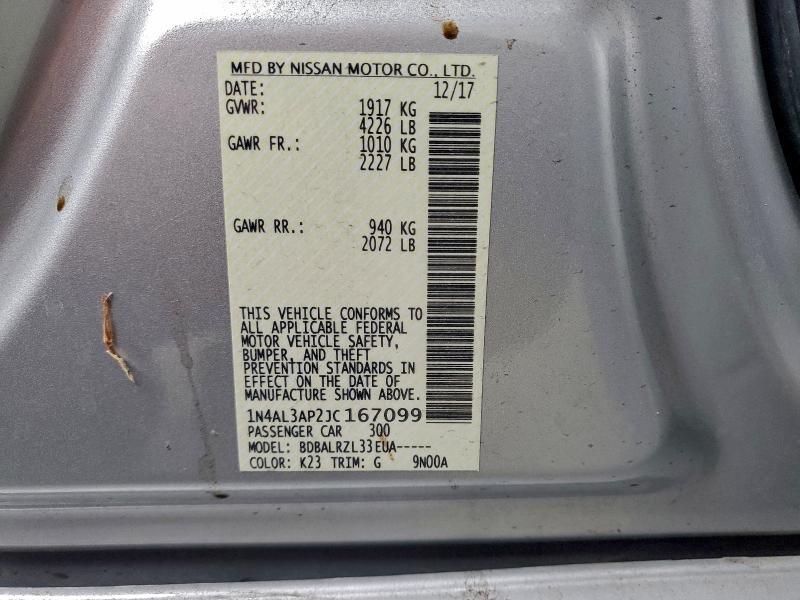 MFD BY NISSAN MOTOR CO., LTD.
DATE: 12/17
GVWR: 1917 KG
4226 LB
GAWR FR.: 1010 KG
2227 LB
GAWR RR.: 940 KG
2072 LB
THIS VEHICLE CONFORMS TO
ALL APPLICABLE FEDERAL
MOTOR VEHICLE SAFETY,
BUMPER, AND THEFT
PREVENTION STANDARDS IN
EFFECT ON THE DATE OF
MANUFACTURE SHOWN ABOVE.
1N4AL3AP2JC167099
PASSENGER CAR 300
MODEL: BDBALRZL33EUA-----
COLOR: K23 TRIM: G 9N00A